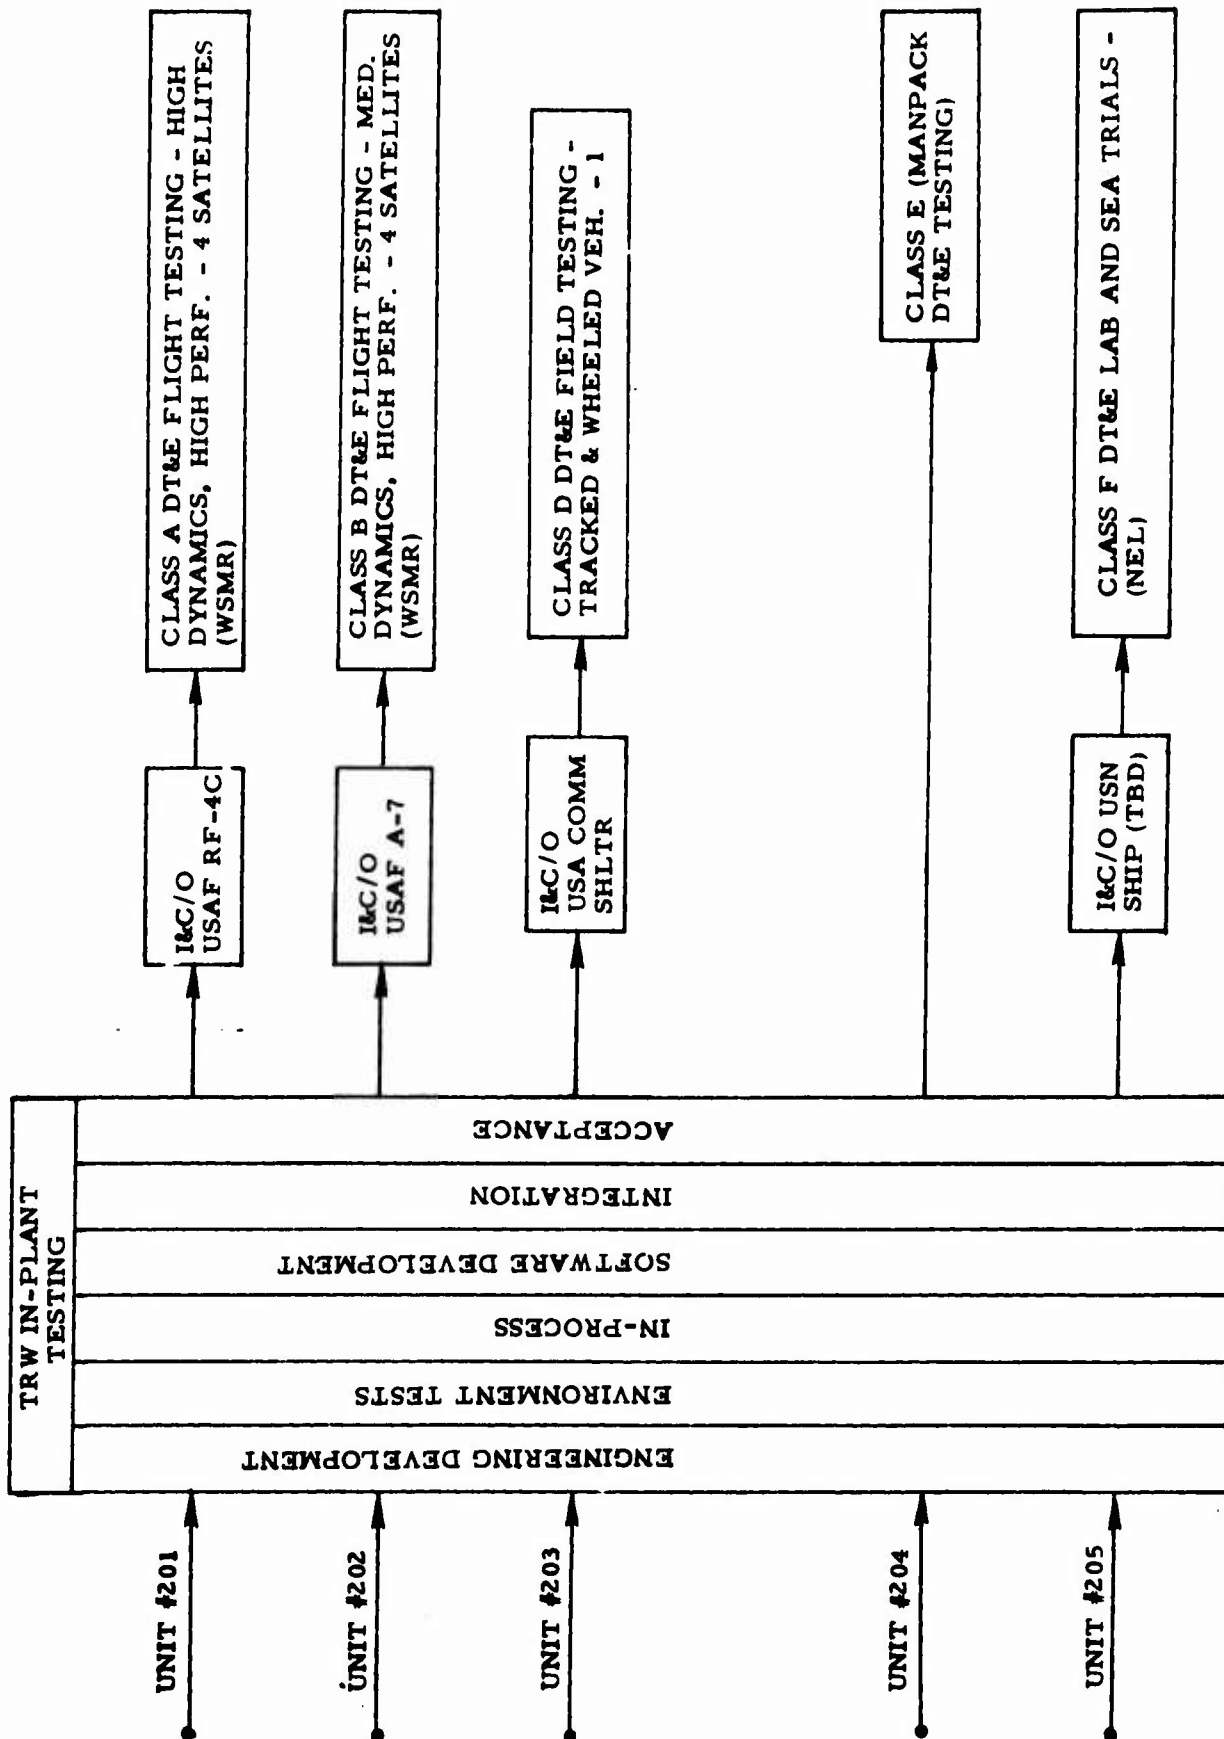 TRW IN-PLANT
TESTING
ENGINEERING DEVELOPMENT
ENVIRONMENT TESTS
IN-PROCESS
SOFTWARE DEVELOPMENT
INTEGRATION
ACCEPTANCE
UNIT #201
I&C/O
USAF RF-4C
CLASS A DT&E FLIGHT TESTING - HIGH
DYNAMICS, HIGH PERF. - 4 SATELLITES
(WSMR)
UNIT #202
I&C/O
USAF A-7
CLASS B DT&E FLIGHT TESTING - MED.
DYNAMICS, HIGH PERF. - 4 SATELLITES
(WSMR)
UNIT #203
I&C/O
USA COMM
SHLTR
CLASS D DT&E FIELD TESTING -
TRACKED & WHEELED VEH. - 1
UNIT #204
CLASS E (MANPACK
DT&E TESTING)
UNIT #205
I&C/O USN
SHIP (TBD)
CLASS F DT&E LAB AND SEA TRIALS -
(NEL)